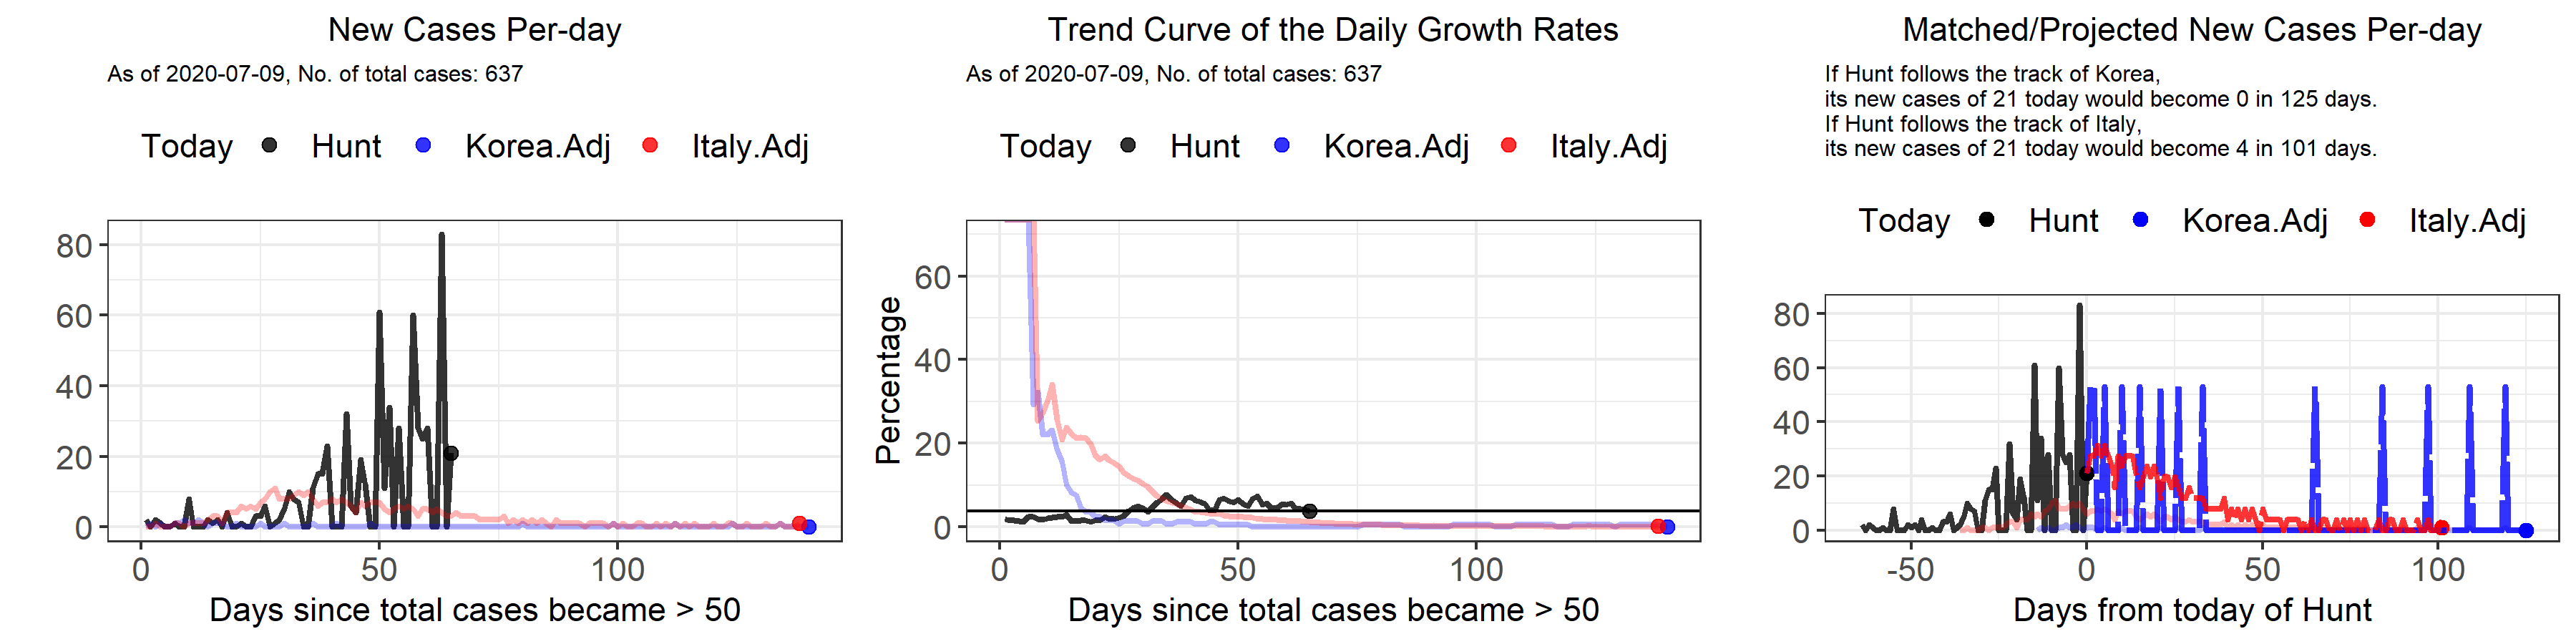 New Cases Per-day
As of 2020-07-09, No. of total cases: 637
Today Hunt Korea.Adj Italy.Adj
80
60
40
20
0
0 50 100
Days since total cases became > 50
Trend Curve of the Daily Growth Rates
As of 2020-07-09, No. of total cases: 637
Today Hunt Korea.Adj Italy.Adj
Percentage
60
40
20
0
0 50 100
Days since total cases became > 50
Matched/Projected New Cases Per-day
If Hunt follows the track of Korea,
its new cases of 21 today would become 0 in 125 days.
If Hunt follows the track of Italy,
its new cases of 21 today would become 4 in 101 days.
Today Hunt Korea.Adj Italy.Adj
80
60
40
20
0
-50 0 50 100
Days from today of Hunt